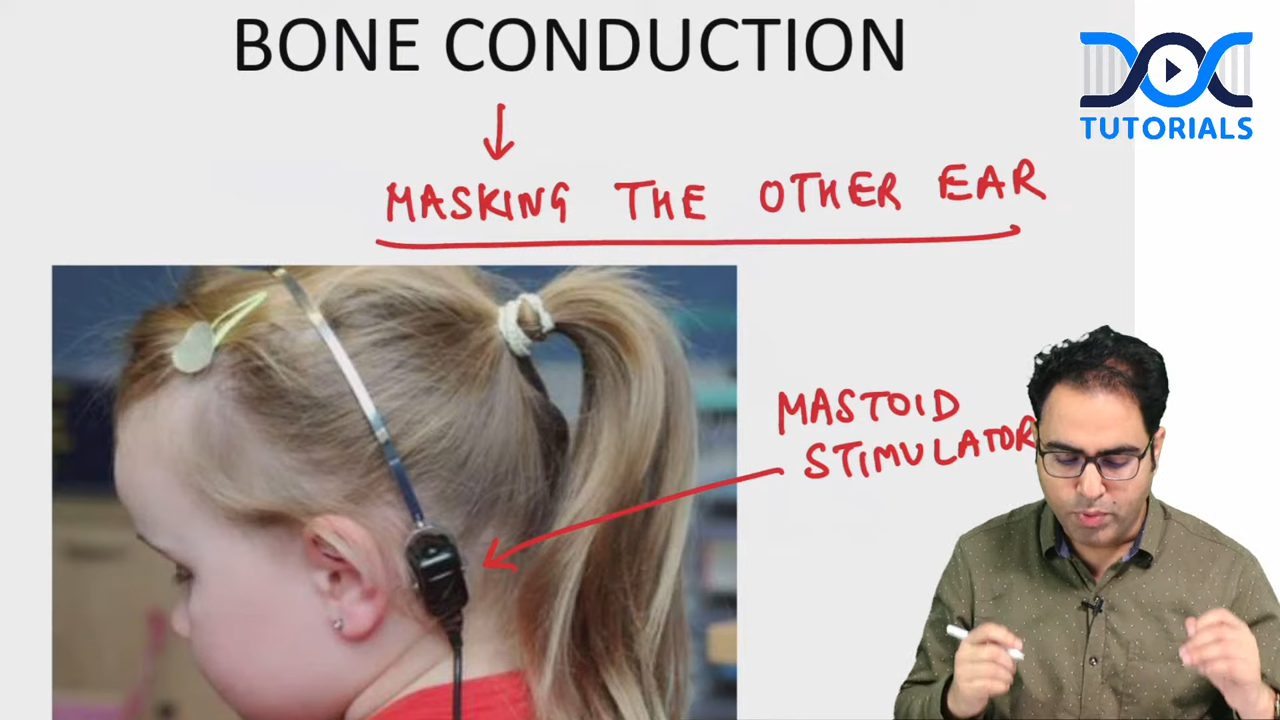 BONE CONDUCTION
DOC
TUTORIALS
MASKING THE OTHER EAR
MASTOID
STIMULATOR